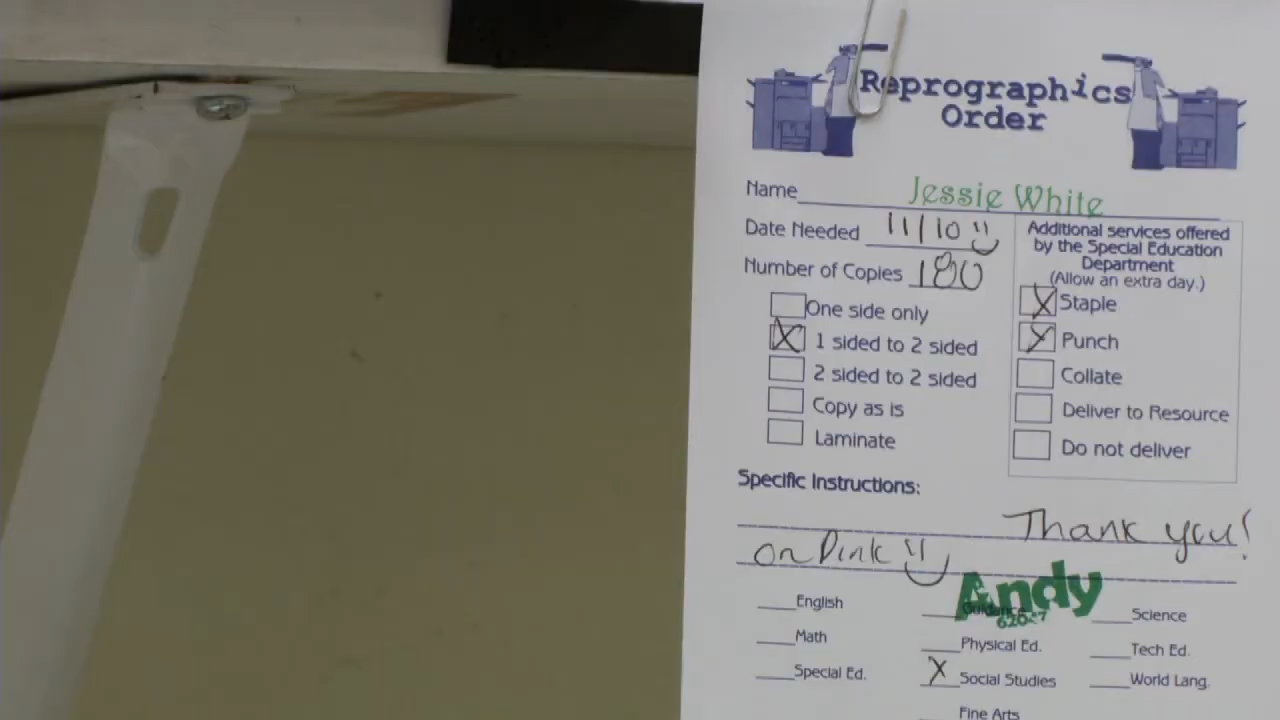 Reprographics
Order
Name Jessie White
Date Needed 11/10
Number of Copies 180
One side only
X 1 sided to 2 sided
2 sided to 2 sided
Copy as is
Laminate
Additional services offered
by the Special Education
Department
(Allow an extra day.)
X Staple
X Punch
Collate
Deliver to Resource
Do not deliver
Specific Instructions:
Thank you!
on Pink
Andy
English
Guidance
Science
Math
Physical Ed.
Tech Ed.
Special Ed.
X Social Studies
World Lang.
Fine Arts